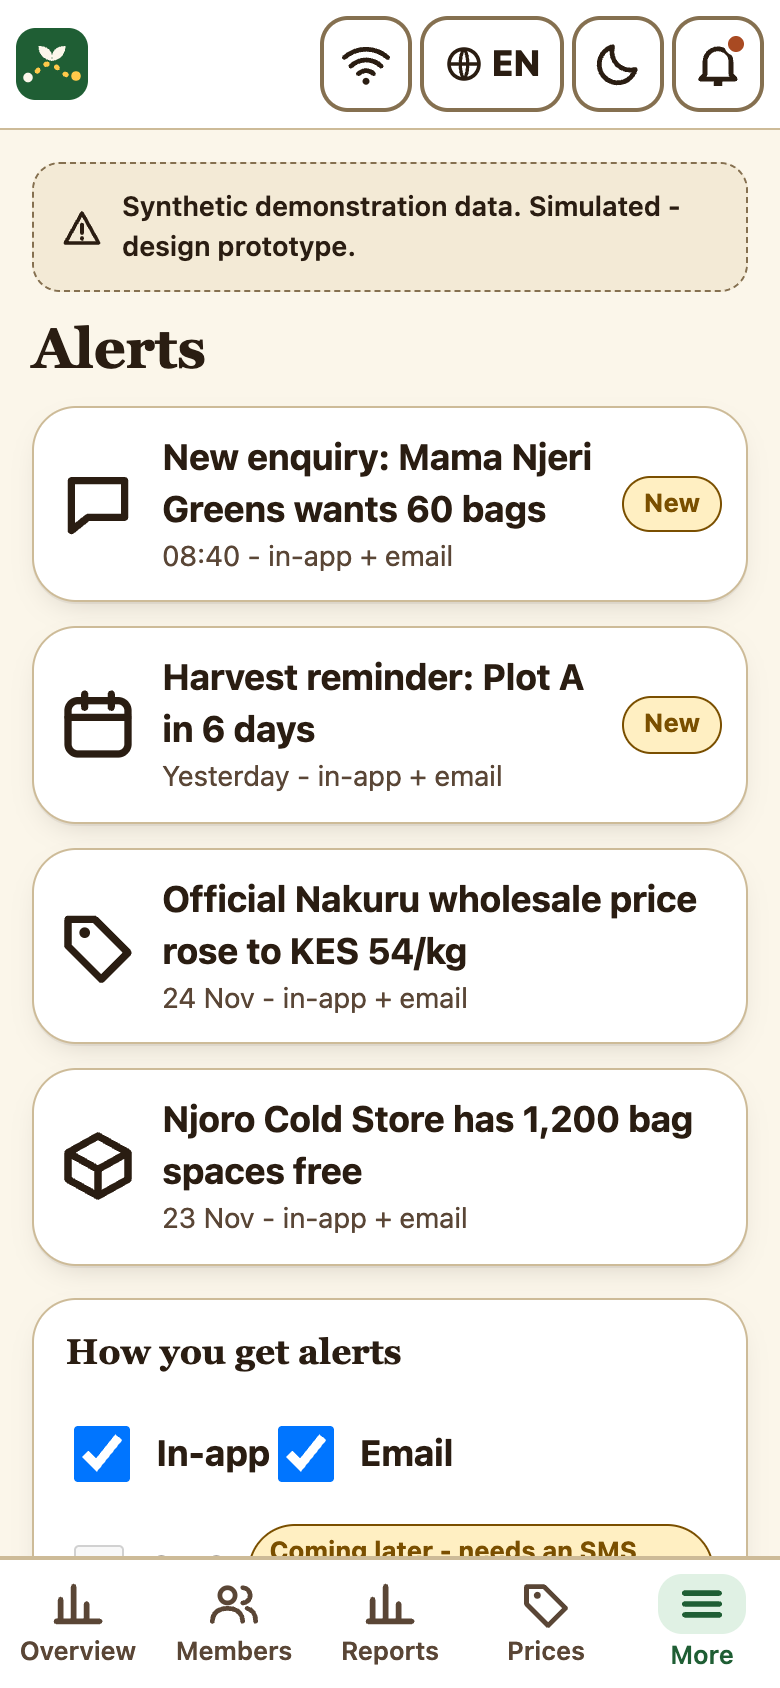 EN
Synthetic demonstration data. Simulated -
design prototype.
Alerts
New enquiry: Mama Njeri
Greens wants 60 bags
08:40 - in-app + email
New
Harvest reminder: Plot A
in 6 days
Yesterday - in-app + email
New
Official Nakuru wholesale price
rose to KES 54/kg
24 Nov - in-app + email
Njoro Cold Store has 1,200 bag
spaces free
23 Nov - in-app + email
How you get alerts
In-app
Email
Coming later - needs an SMS
Overview
Members
Reports
Prices
More